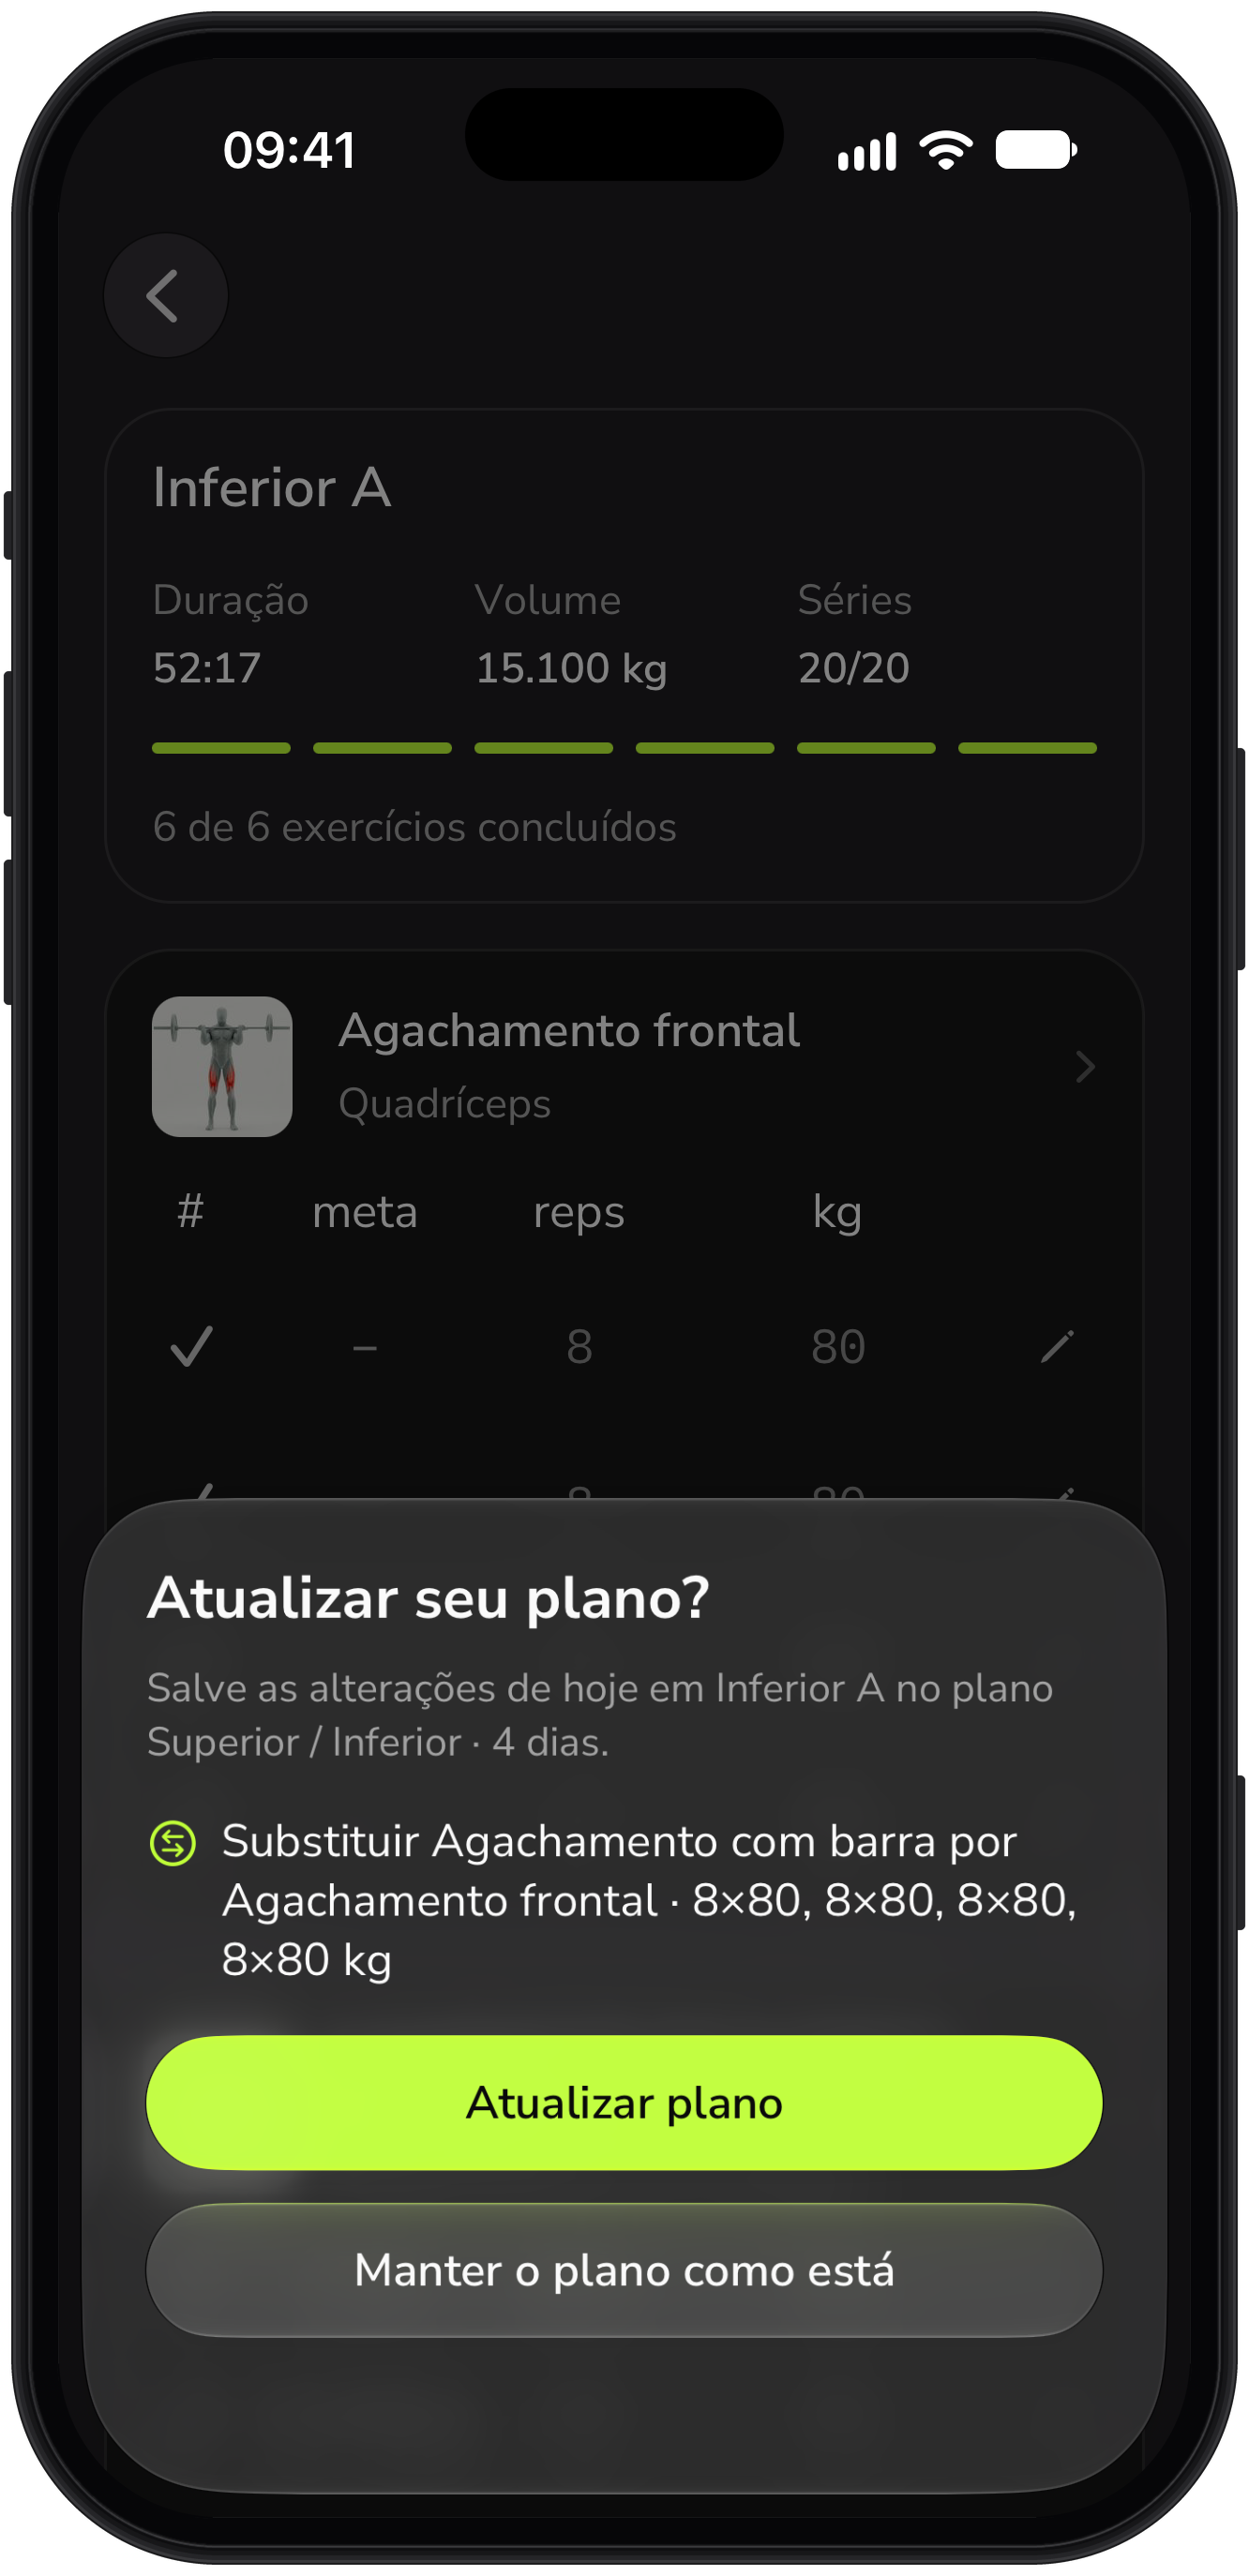 09:41
Inferior A
Duração Volume Séries
52:17 15.100 kg 20/20
6 de 6 exercícios concluídos
Agachamento frontal
Quadríceps
# meta reps kg
– 8 80
8 80
Atualizar seu plano?
Salve as alterações de hoje em Inferior A no plano
Superior / Inferior · 4 dias.
Substituir Agachamento com barra por
Agachamento frontal · 8×80, 8×80, 8×80,
8×80 kg
Atualizar plano
Manter o plano como está